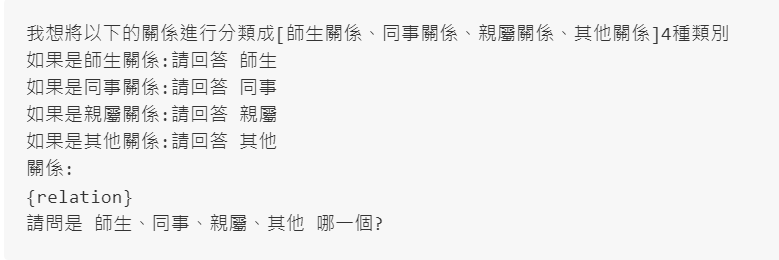 我想將以下的關係進行分類成[師生關係、同事關係、親屬關係、其他關係]4種類別
如果是師生關係:請回答 師生
如果是同事關係:請回答 同事
如果是親屬關係:請回答 親屬
如果是其他關係:請回答 其他
關係:
{relation}
請問是 師生、同事、親屬、其他 哪一個?